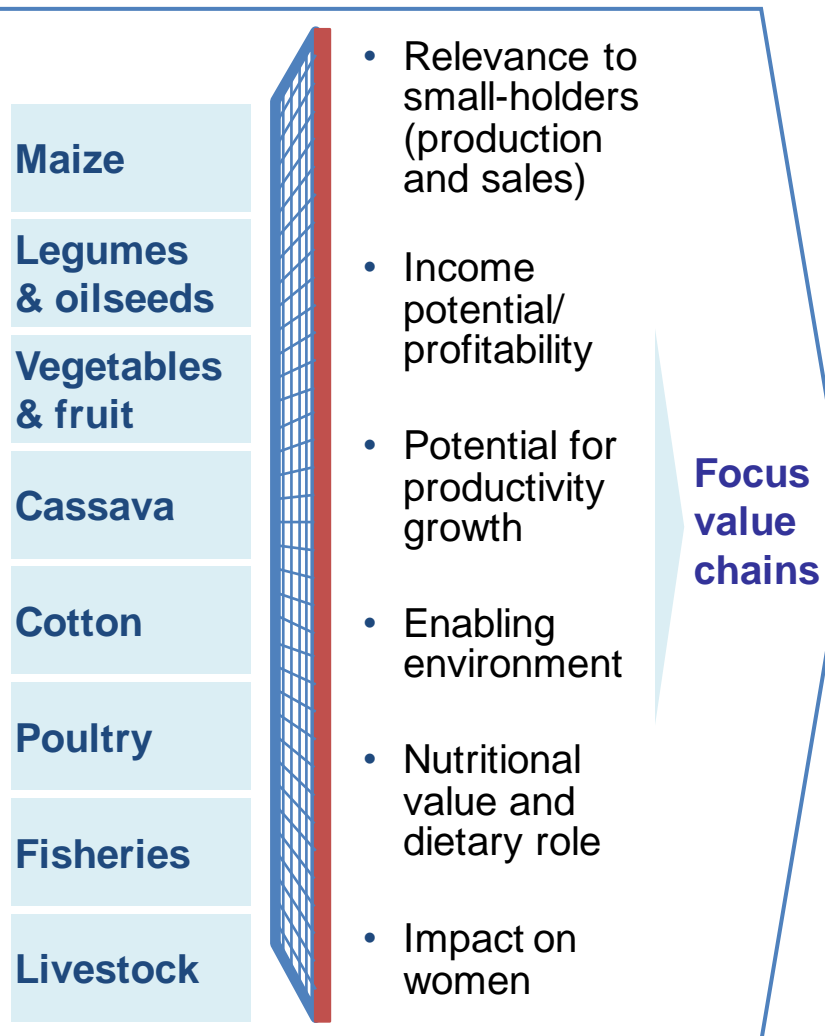 Maize
Legumes
& oilseeds
Vegetables
& fruit
Cassava
Cotton
Poultry
Fisheries
Livestock
• Relevance to
small-holders
(production
and sales)
• Income
potential/
profitability
• Potential for
productivity
growth
• Enabling
environment
• Nutritional
value and
dietary role
• Impact on
women
Focus
value
chains